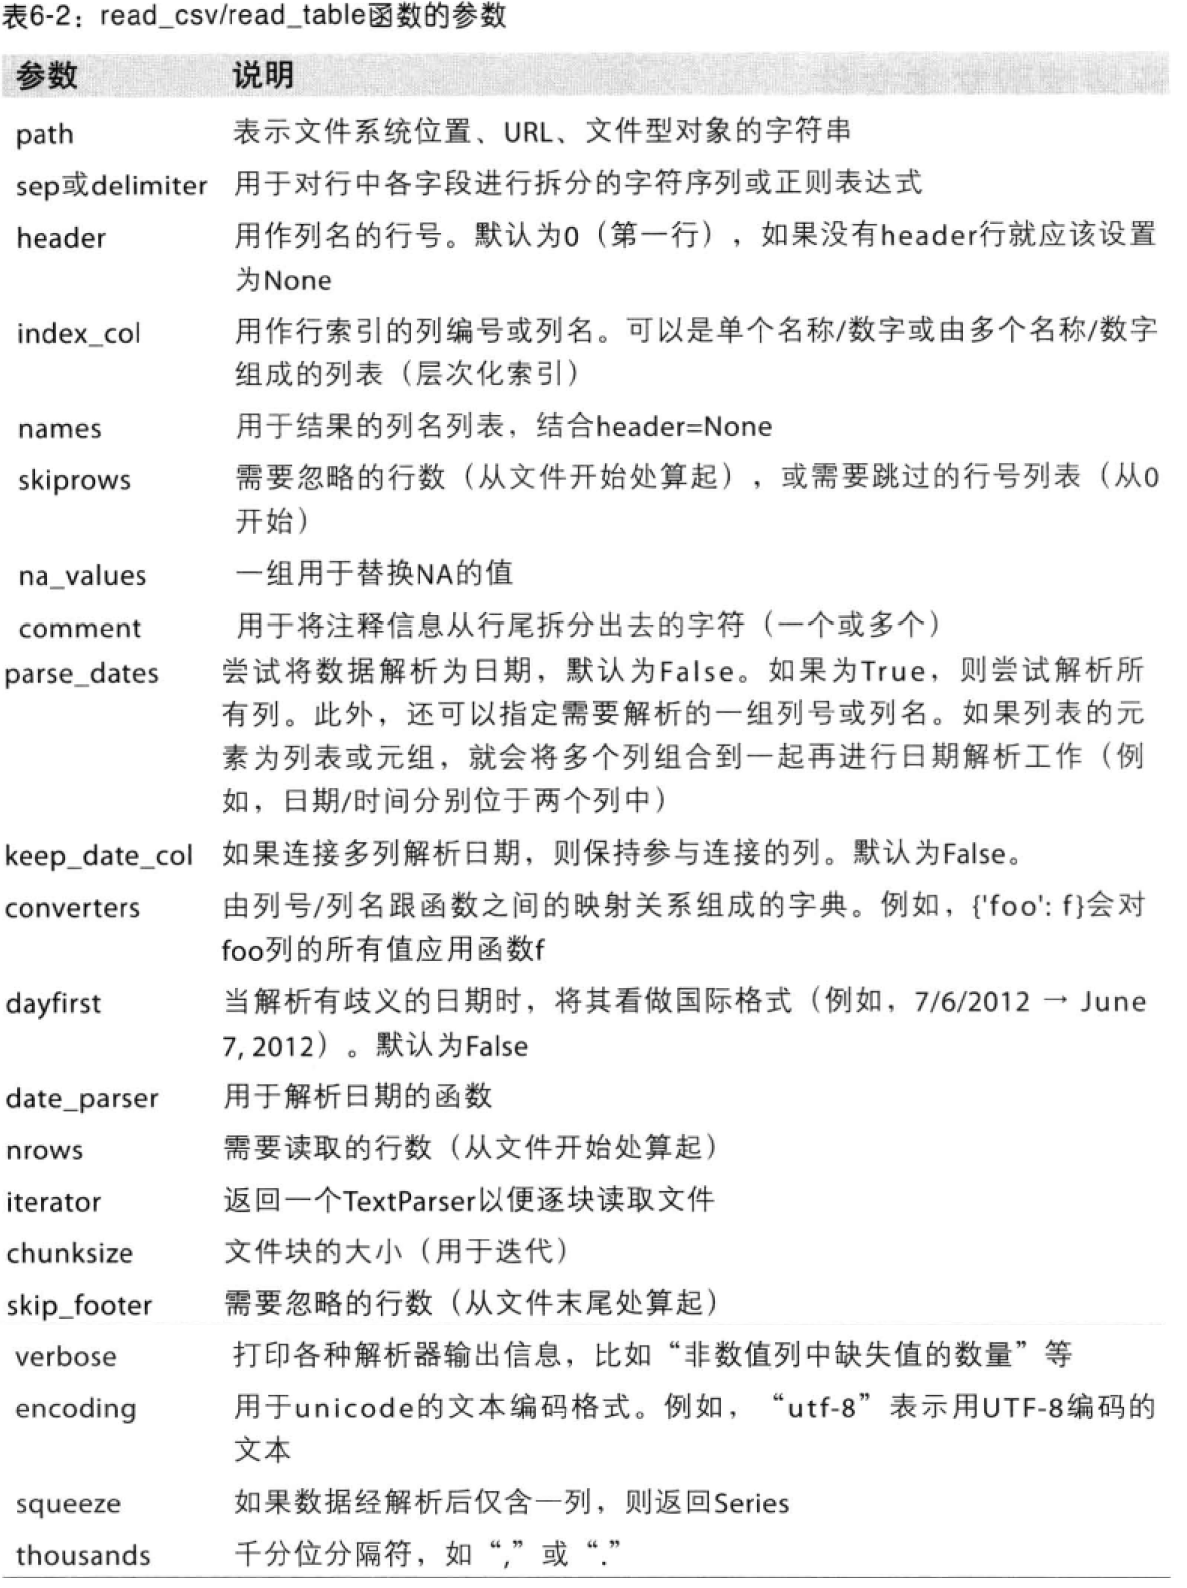 表6-2：read_csv/read_table函数的参数
参数 说明
path 表示文件系统位置、URL、文件型对象的字符串
sep或delimiter 用于对行中各字段进行拆分的字符序列或正则表达式
header 用作列名的行号。默认为0（第一行），如果没有header行就应该设置
为None
index_col 用作行索引的列编号或列名。可以是单个名称/数字或由多个名称/数字
组成的列表（层次化索引）
names 用于结果的列名列表，结合header=None
skiprows 需要忽略的行数（从文件开始处算起），或需要跳过的行号列表（从0
开始）
na_values 一组用于替换NA的值
comment 用于将注释信息从行尾拆分出去的字符（一个或多个）
parse_dates 尝试将数据解析为日期，默认为False。如果为True，则尝试解析所
有列。此外，还可以指定需要解析的一组列号或列名。如果列表的元
素为列表或元组，就会将多个列组合到一起再进行日期解析工作（例
如，日期/时间分别位于两个列中）
keep_date_col 如果连接多列解析日期，则保持参与连接的列。默认为False。
converters 由列号/列名跟函数之间的映射关系组成的字典。例如，{'foo': f}会对
foo列的所有值应用函数f
dayfirst 当解析有歧义的日期时，将其看做国际格式（例如，7/6/2012 → June
7, 2012）。默认为False
date_parser 用于解析日期的函数
nrows 需要读取的行数（从文件开始处算起）
iterator 返回一个TextParser以便逐块读取文件
chunksize 文件块的大小（用于迭代）
skip_footer 需要忽略的行数（从文件末尾处算起）
verbose 打印各种解析器输出信息，比如“非数值列中缺失值的数量”等
encoding 用于unicode的文本编码格式。例如，“utf-8”表示用UTF-8编码的
文本
squeeze 如果数据经解析后仅含一列，则返回Series
thousands 千分位分隔符，如“,”或“.”